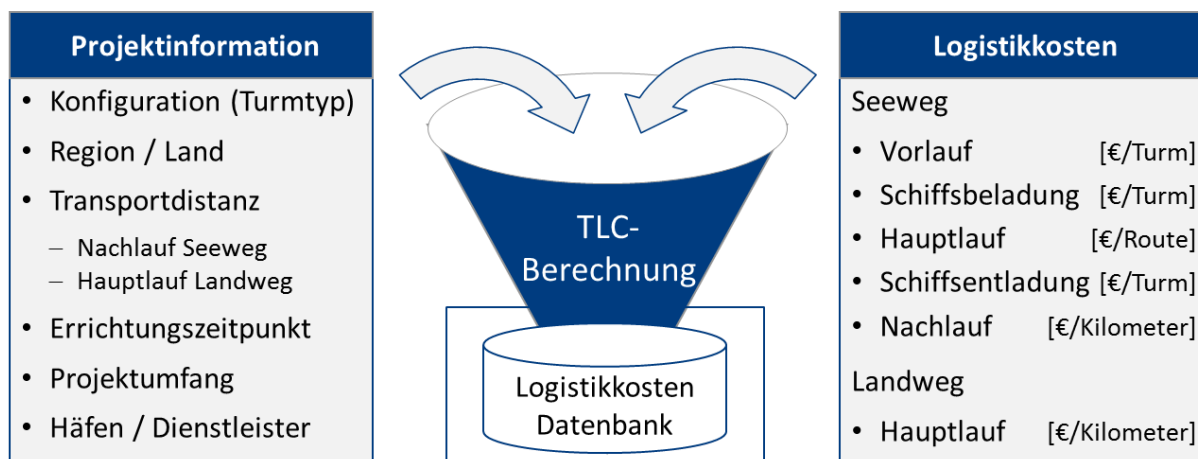 Projektinformation
• Konfiguration (Turmtyp)
• Region / Land
• Transportdistanz
– Nachlauf Seeweg
– Hauptlauf Landweg
• Errichtungszeitpunkt
• Projektumfang
• Häfen / Dienstleister
TLC-
Berechnung
Logistikkosten
Datenbank
Logistikkosten
Seeweg
• Vorlauf [€/Turm]
• Schiffsbeladung [€/Turm]
• Hauptlauf [€/Route]
• Schiffsentladung [€/Turm]
• Nachlauf [€/Kilometer]
Landweg
• Hauptlauf [€/Kilometer]